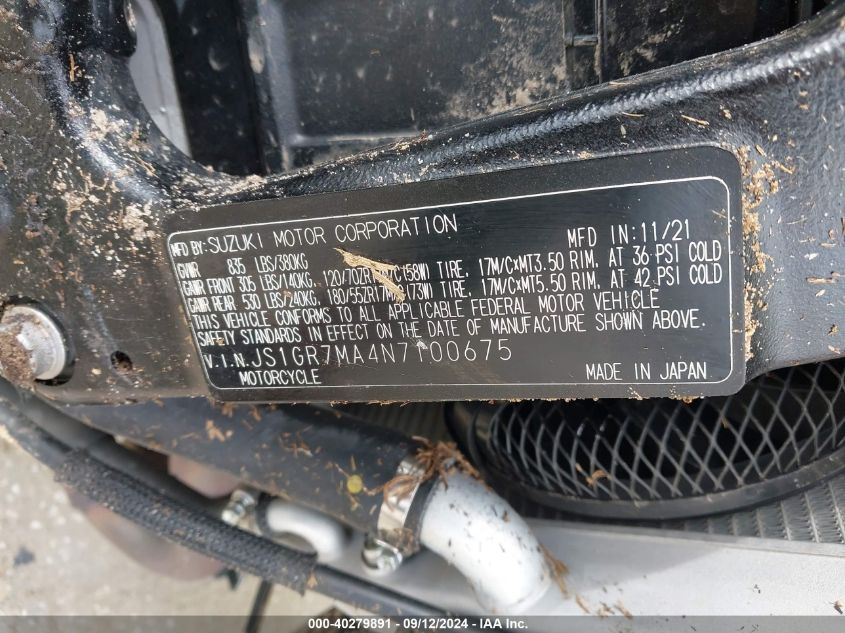 MFD BY: SUZUKI MOTOR CORPORATION MFD IN: 11/21
GVWR 835 LBS/380KG
GAWR FRONT 305 LBS/140KG, 120/70ZR17M/C(58W) TIRE, 17M/CxMT3.50 RIM, AT 36 PSI COLD
GAWR REAR 530 LBS/240KG, 180/55ZR17M/C(73W) TIRE, 17M/CxMT5.50 RIM, AT 42 PSI COLD
THIS VEHICLE CONFORMS TO ALL APPLICABLE FEDERAL MOTOR VEHICLE
SAFETY STANDARDS IN EFFECT ON THE DATE OF MANUFACTURE SHOWN ABOVE.
V.I.N. JS1GR7MA4N7100675
MOTORCYCLE MADE IN JAPAN
000-40279891 - 09/12/2024 - IAA, Inc.